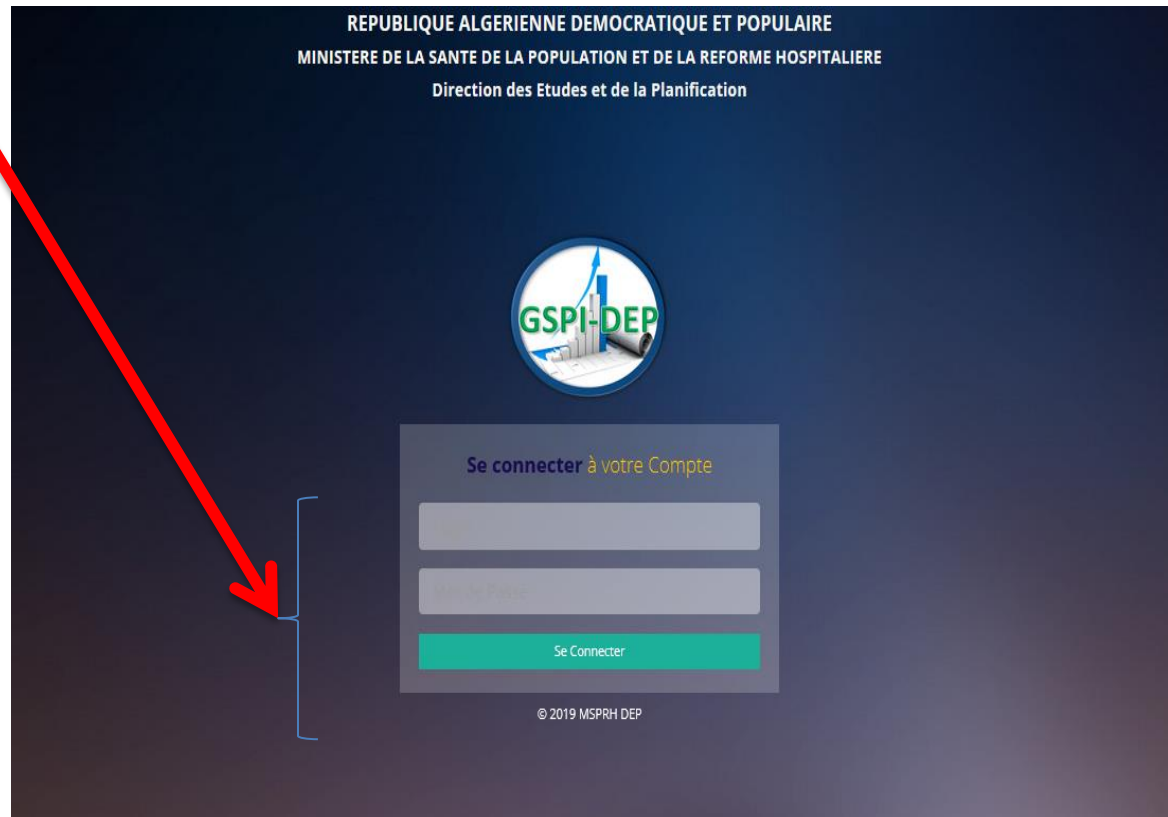 REPUBLIQUE ALGERIENNE DEMOCRATIQUE ET POPULAIRE
MINISTERE DE LA SANTE DE LA POPULATION ET DE LA REFORME HOSPITALIERE
Direction des Etudes et de la Planification
GSPI-DEP
Se connecter à votre Compte
Se Connecter
© 2019 MSPRH DEP